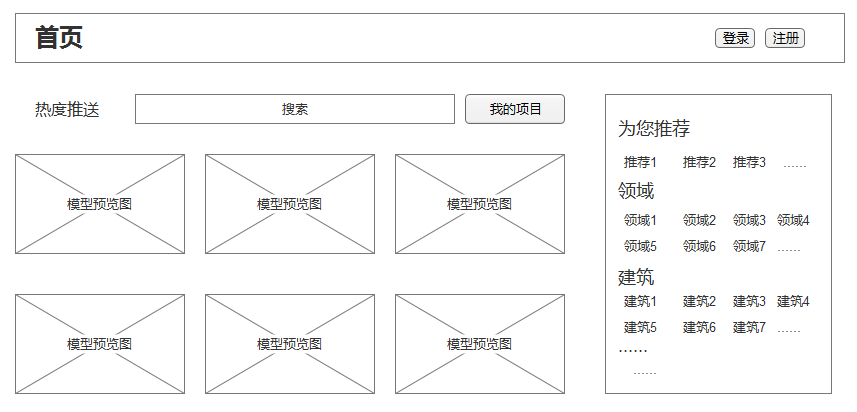 首页
登录 注册
热度推送 搜索 我的项目
模型预览图 模型预览图 模型预览图
模型预览图 模型预览图 模型预览图
为您推荐
推荐1 推荐2 推荐3 ……
领域
领域1 领域2 领域3 领域4
领域5 领域6 领域7 ……
建筑
建筑1 建筑2 建筑3 建筑4
建筑5 建筑6 建筑7 ……
……
……